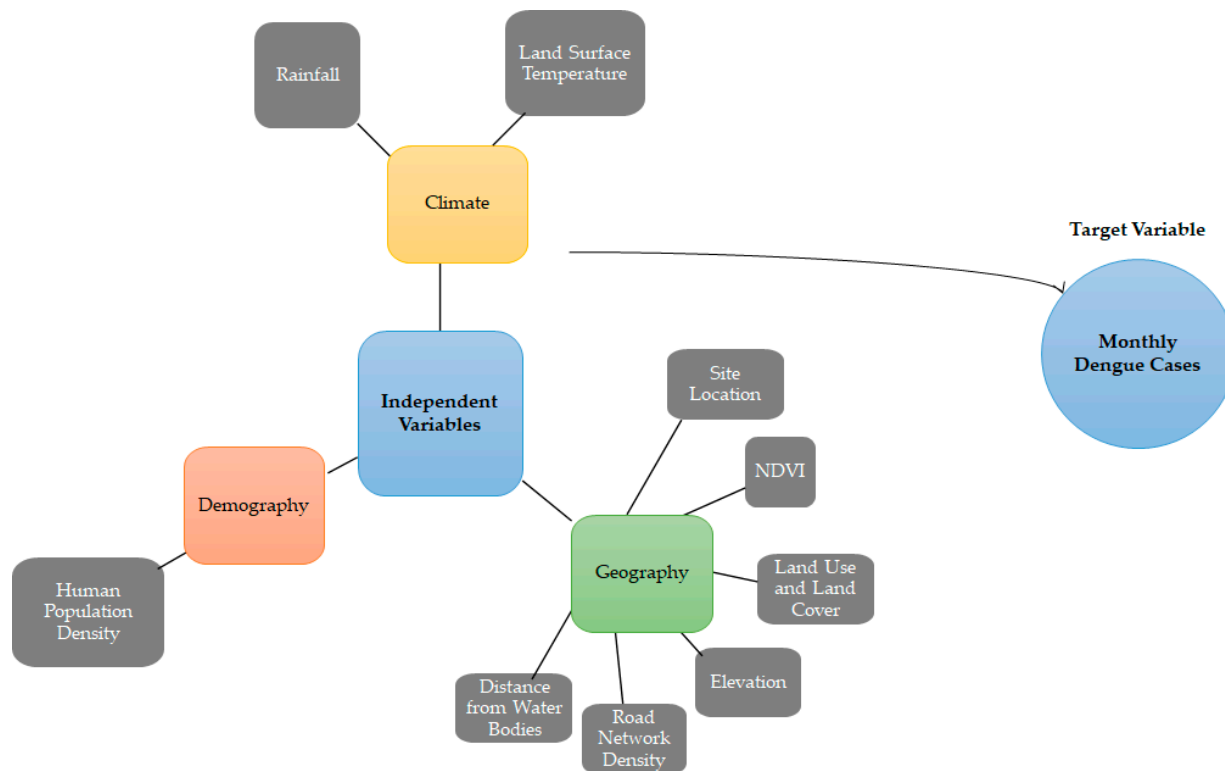 Rainfall
Land Surface
Temperature
Climate
Target Variable
Monthly
Dengue Cases
Independent
Variables
Site
Location
NDVI
Demography
Geography
Land Use
and Land
Cover
Human
Population
Density
Elevation
Distance
from Water
Bodies
Road
Network
Density